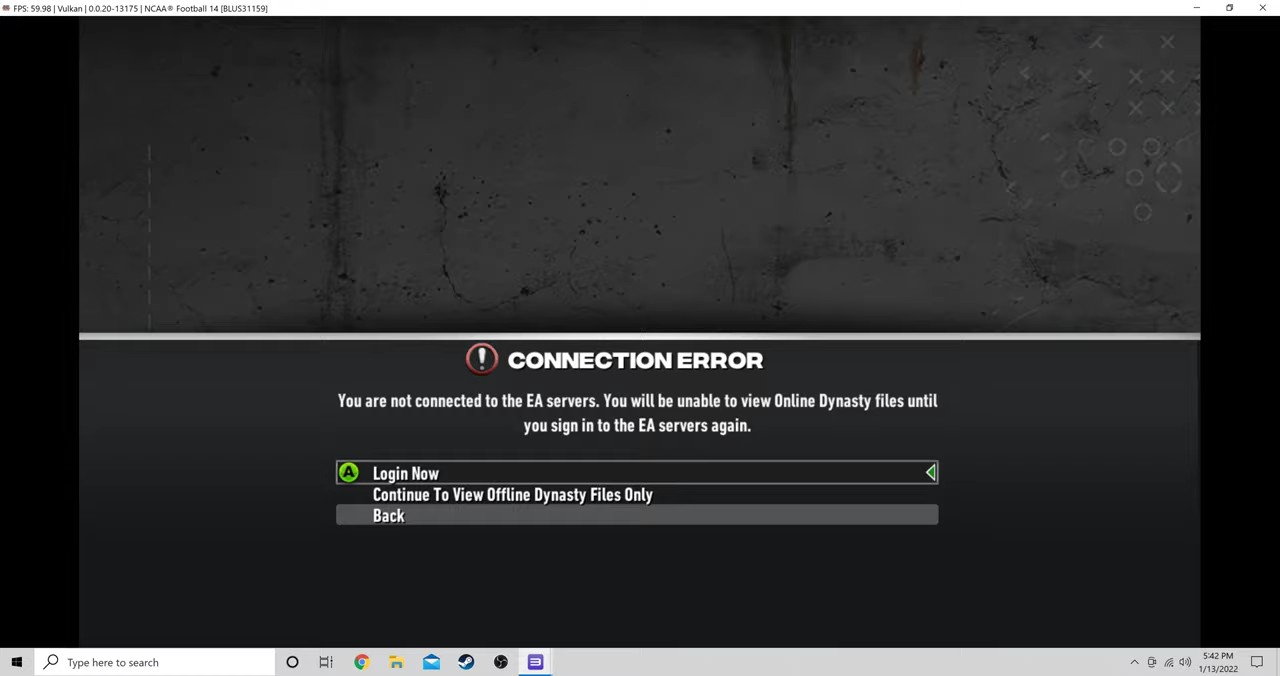 FPS: 59.98 | Vulkan | 0.0.20-13175 | NCAA® Football 14 [BLUS31159]
CONNECTION ERROR
You are not connected to the EA servers. You will be unable to view Online Dynasty files until
you sign in to the EA servers again.
A Login Now
Continue To View Offline Dynasty Files Only
Back
Type here to search
5:42 PM
1/13/2022